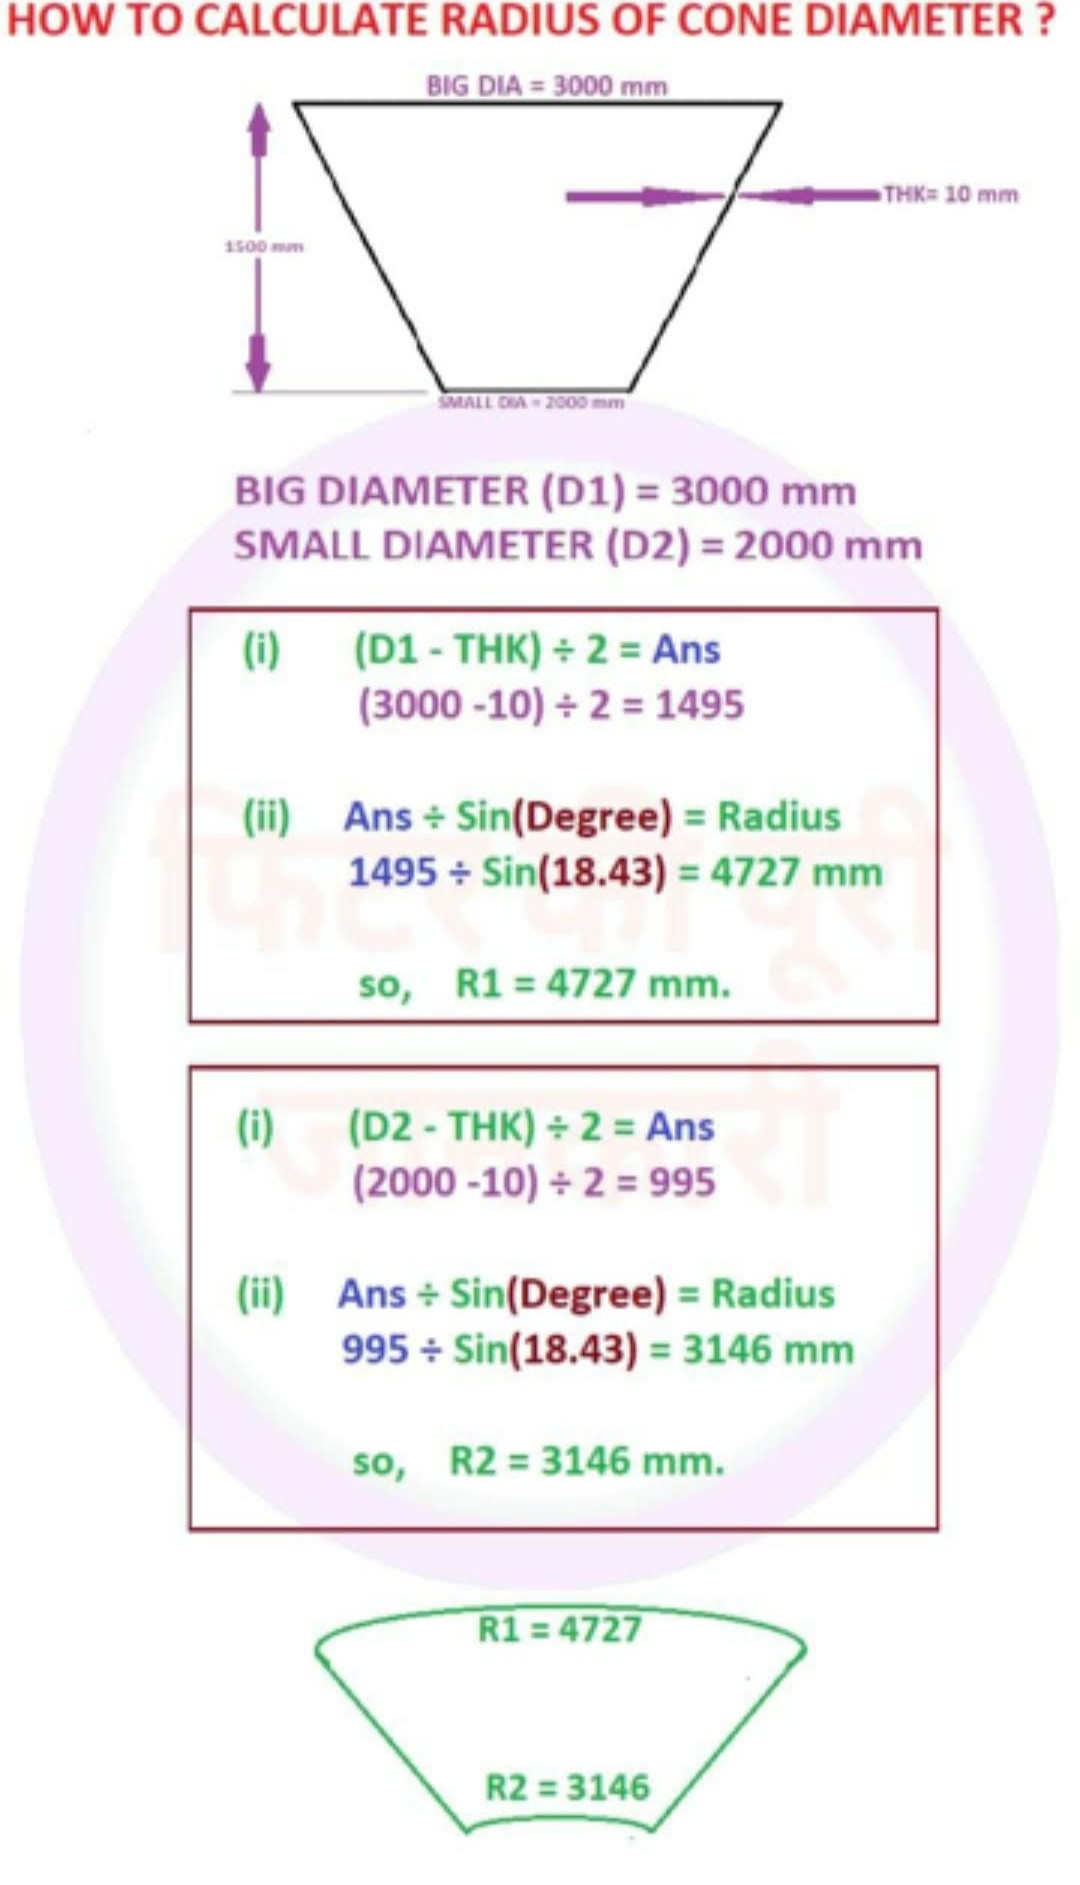 HOW TO CALCULATE RADIUS OF CONE DIAMETER ?
BIG DIA = 3000 mm
THK= 10 mm
1500 mm
SMALL DIA = 2000 mm
BIG DIAMETER (D1) = 3000 mm
SMALL DIAMETER (D2) = 2000 mm
(i) (D1 - THK) ÷ 2 = Ans
(3000 -10) ÷ 2 = 1495
(ii) Ans ÷ Sin(Degree) = Radius
1495 ÷ Sin(18.43) = 4727 mm
फिटर की पूरी
so, R1 = 4727 mm.
जानकारी
(i) (D2 - THK) ÷ 2 = Ans
(2000 -10) ÷ 2 = 995
(ii) Ans ÷ Sin(Degree) = Radius
995 ÷ Sin(18.43) = 3146 mm
so, R2 = 3146 mm.
R1 = 4727
R2 = 3146